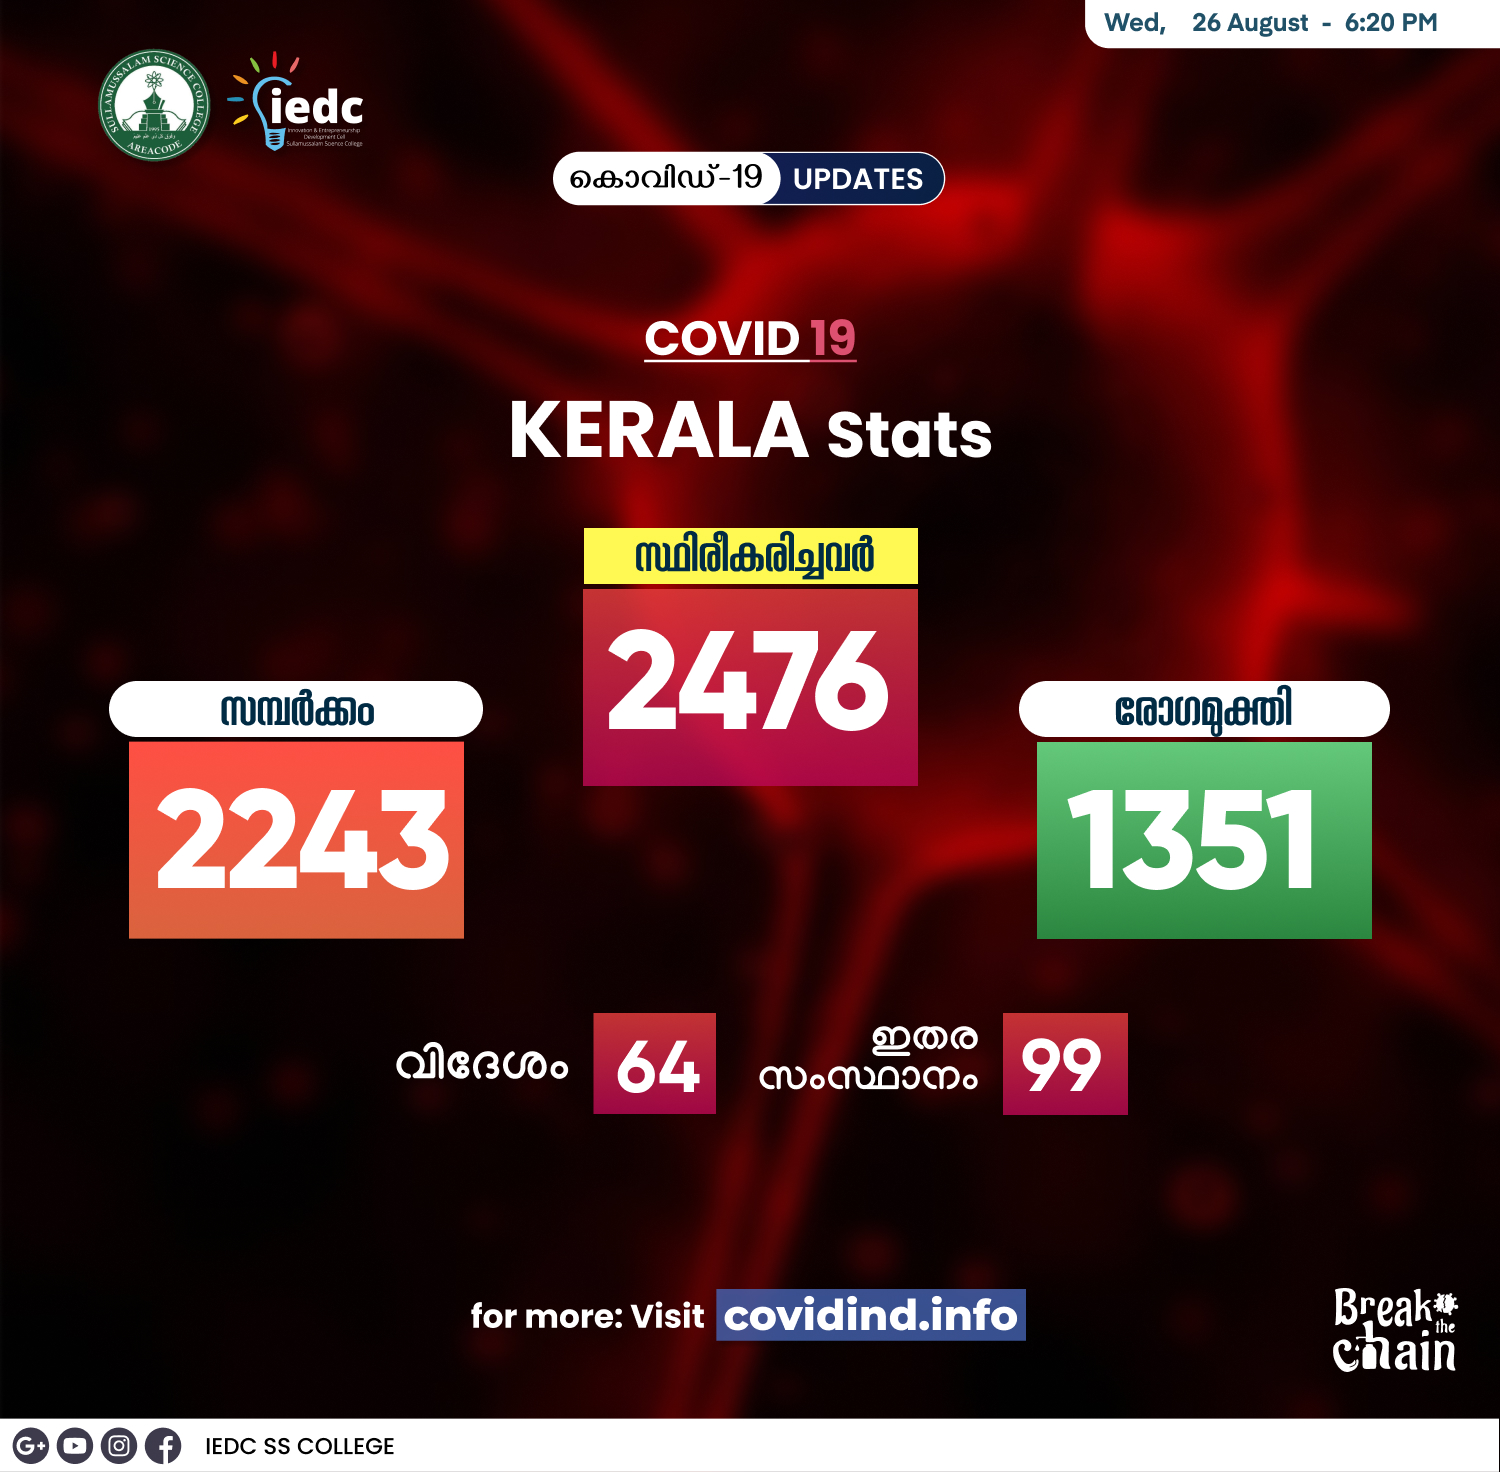 Wed, 26 August - 6:20 PM
SULLAMUSSALAM SCIENCE COLLEGE
1995
AREACODE
iedc
Innovation & Entrepreneurship
Development Cell
Sullamussalam Science College
കൊവിഡ്-19 UPDATES
COVID 19
KERALA Stats
സ്ഥിരീകരിച്ചവർ
2476
സമ്പർക്കം
2243
രോഗമുക്തി
1351
വിദേശം 64
ഇതര
സംസ്ഥാനം 99
for more: Visit covidind.info
Break
the
chain
G+
IEDC SS COLLEGE